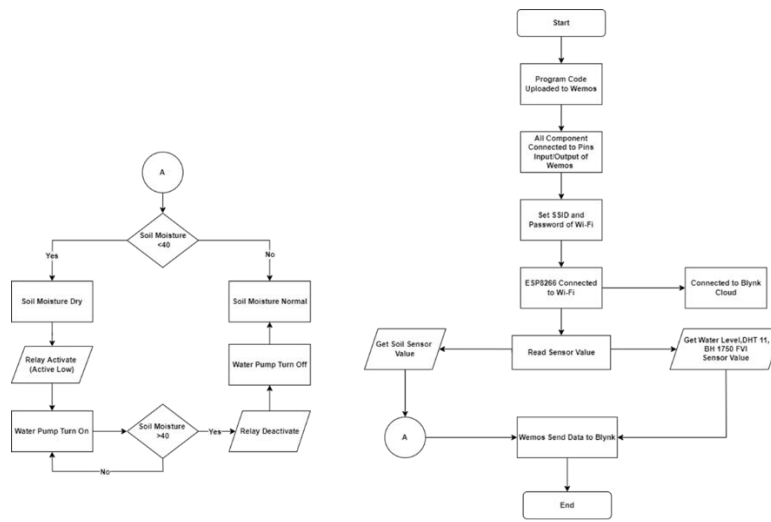 A
Soil Moisture
<40
Yes
No
Soil Moisture Dry
Soil Moisture Normal
Relay Activate
(Active Low)
Water Pump Turn Off
Water Pump Turn On
Soil Moisture
>40
Yes
Relay Deactivate
No
Start
Program Code
Uploaded to Wemos
All Component
Connected to Pins
Input/Output of
Wemos
Set SSID and
Password of Wi-Fi
ESP8266 Connected
to Wi-Fi
Connected to Blynk
Cloud
Get Soil Sensor
Value
Read Sensor Value
Get Water Level,DHT 11,
BH 1750 FVI
Sensor Value
A
Wemos Send Data to Blynk
End